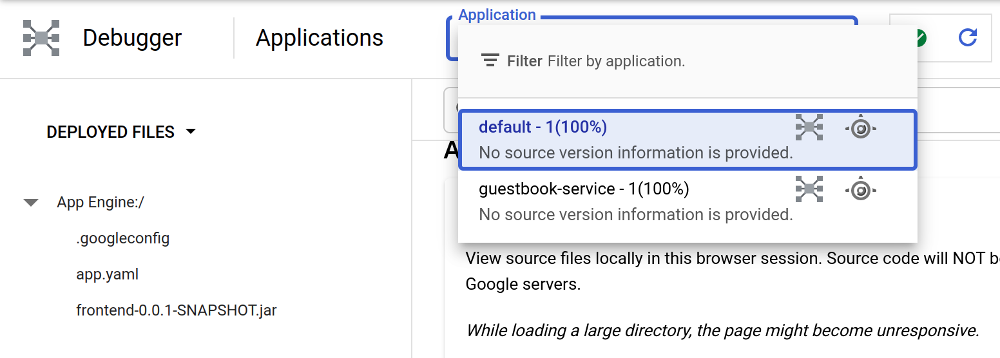 Debugger
Applications
Application
Filter Filter by application.
default - 1(100%)
No source version information is provided.
guestbook-service - 1(100%)
No source version information is provided.
DEPLOYED FILES
App Engine:/
.googleconfig
app.yaml
frontend-0.0.1-SNAPSHOT.jar
A
View source files locally in this browser session. Source code will NOT b
Google servers.
While loading a large directory, the page might become unresponsive.